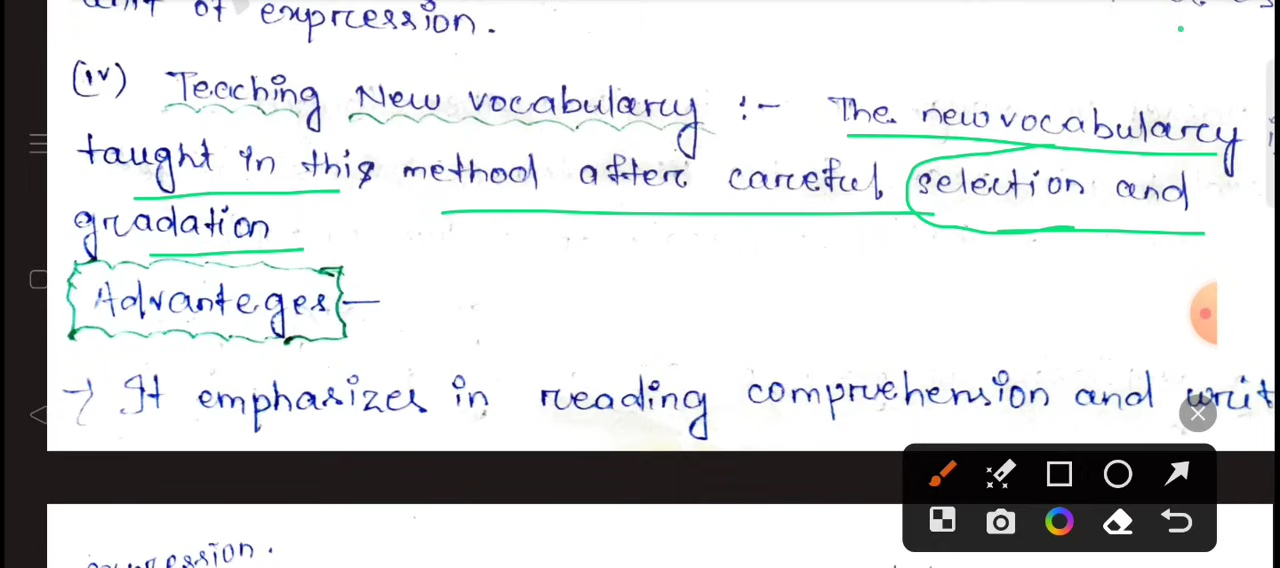 of expression.
(iv) Teaching New vocabulary :- The new vocabulary
taught in this method after careful selection and
gradation
Advanteges -
→ It emphasizes in reading comprehension and writ